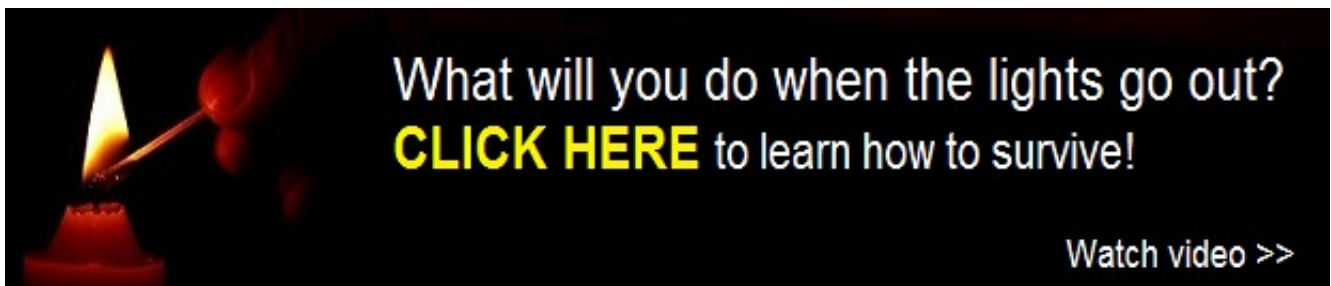 What will you do when the lights go out?
CLICK HERE to learn how to survive!
Watch video >>